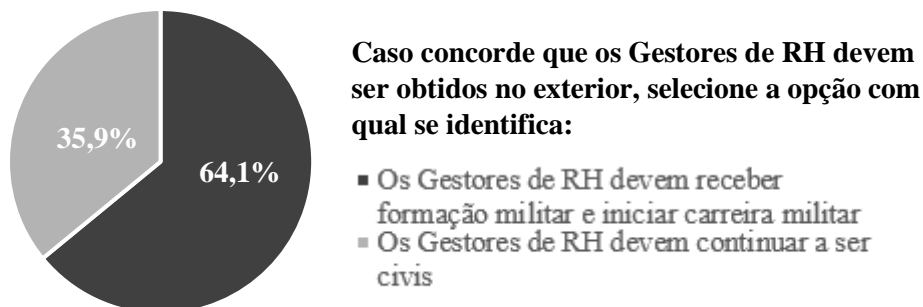 Caso concorde que os Gestores de RH devem
ser obtidos no exterior, selecione a opção com
qual se identifica:
35,9%
64,1%
Os Gestores de RH devem receber
formação militar e iniciar carreira militar
Os Gestores de RH devem continuar a ser
civis